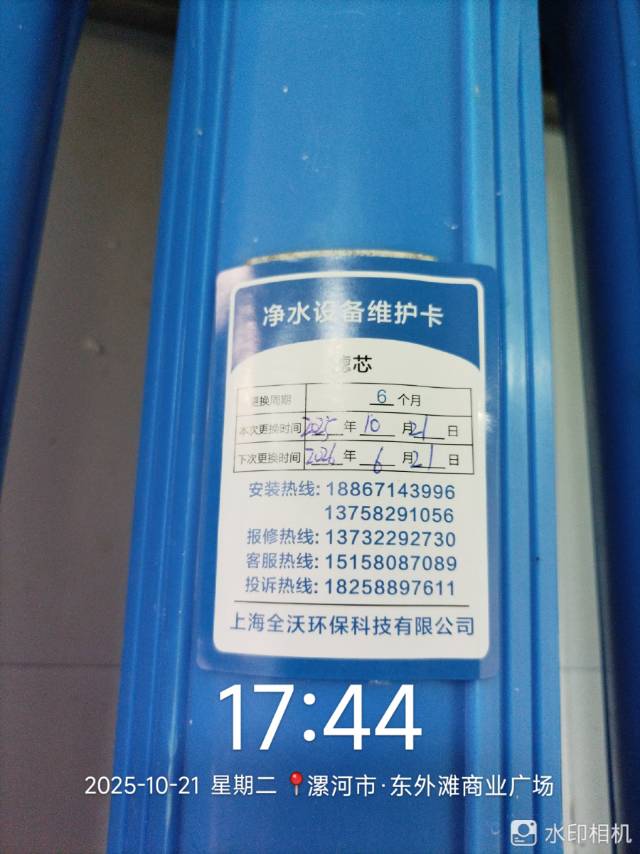 净水设备维护卡
滤芯
更换周期 6 个月
本次更换时间 2025 年 10 月 21 日
下次更换时间 2026 年 6 月 21 日
安装热线: 18867143996
13758291056
报修热线: 13732292730
客服热线: 15158087089
投诉热线: 18258897611
上海全沃环保科技有限公司
17:44
2025-10-21 星期二 漯河市·东外滩商业广场
水印相机